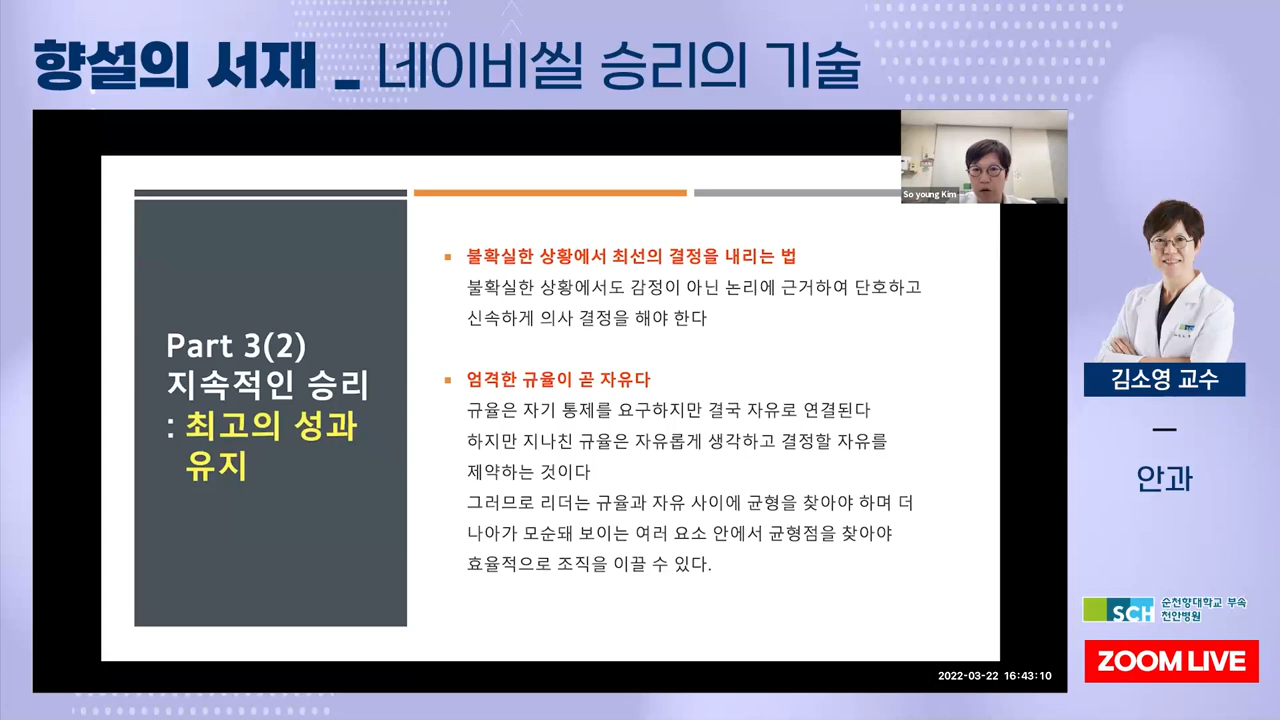 향설의 서재 _ 네이비씰 승리의 기술
So young Kim
Part 3(2)
지속적인 승리
: 최고의 성과
유지
▪ 불확실한 상황에서 최선의 결정을 내리는 법
불확실한 상황에서도 감정이 아닌 논리에 근거하여 단호하고
신속하게 의사 결정을 해야 한다
▪ 엄격한 규율이 곧 자유다
규율은 자기 통제를 요구하지만 결국 자유로 연결된다
하지만 지나친 규율은 자유롭게 생각하고 결정할 자유를
제약하는 것이다
그러므로 리더는 규율과 자유 사이에 균형을 찾아야 하며 더
나아가 모순돼 보이는 여러 요소 안에서 균형점을 찾아야
효율적으로 조직을 이끌 수 있다.
2022-03-22 16:43:10
김소영 교수
안과
SCH 순천향대학교 부속
천안병원
ZOOM LIVE